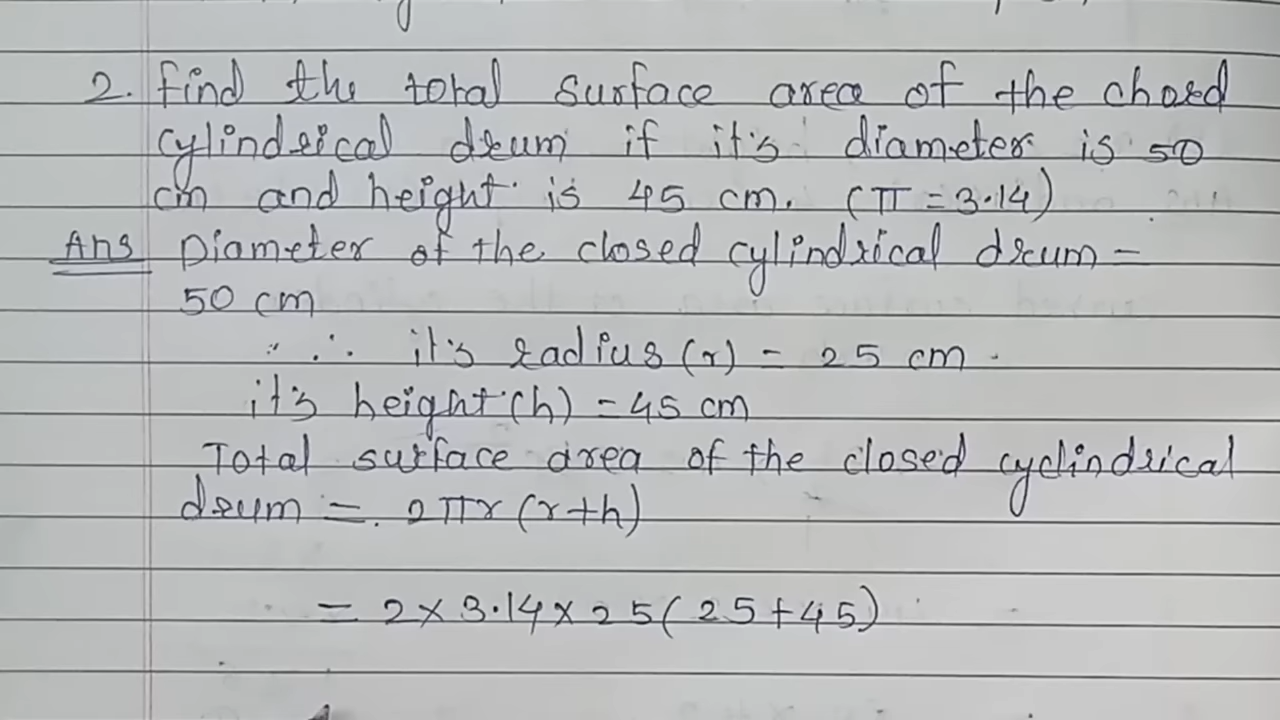 2. find the total surface area of the chosed
cylindrical drum if it's diameter is 50
cm and height is 45 cm. (π = 3.14)
Ans Diameter of the closed cylindrical drum =
50 cm
∴ it's radius (r) = 25 cm.
it's height (h) = 45 cm
Total surface area of the closed cyclindrical
drum = 2πr (r+h)
= 2 × 3.14 × 25 ( 25 + 45 )